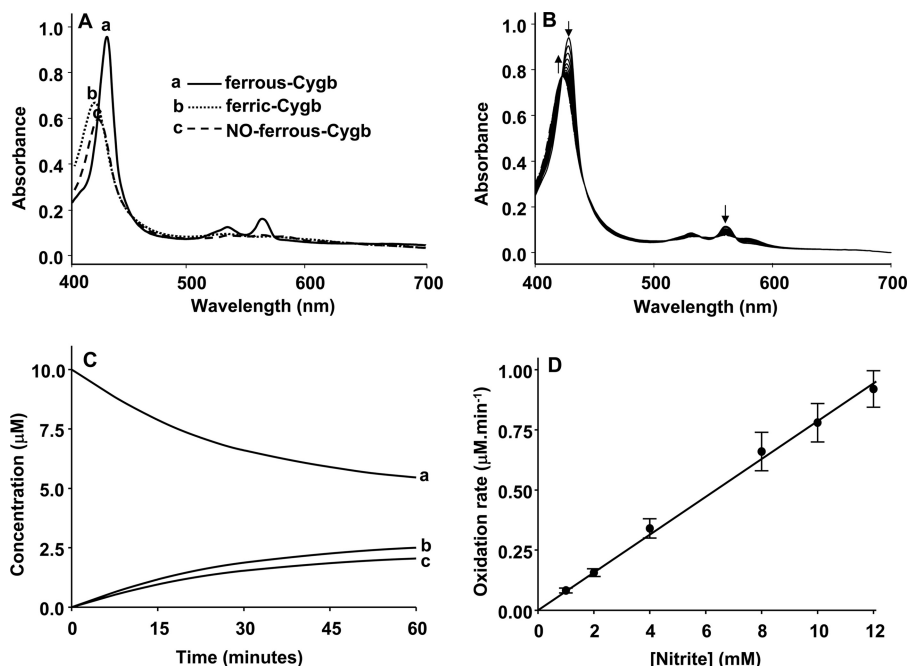 A
a
1.0
0.8
0.6
0.4
0.2
0.0
b
c
a ferrous-Cygb
b ferric-Cygb
c NO-ferrous-Cygb
Absorbance
400 500 600 700
Wavelength (nm)
B
1.0
0.8
0.6
0.4
0.2
0.0
Absorbance
400 500 600 700
Wavelength (nm)
C
10.0
7.5
5.0
2.5
0.0
Concentration (μM)
a
b
c
0 15 30 45 60
Time (minutes)
D
1.00
0.75
0.50
0.25
0.00
Oxidation rate (μM.min⁻¹)
0 2 4 6 8 10 12
[Nitrite] (mM)